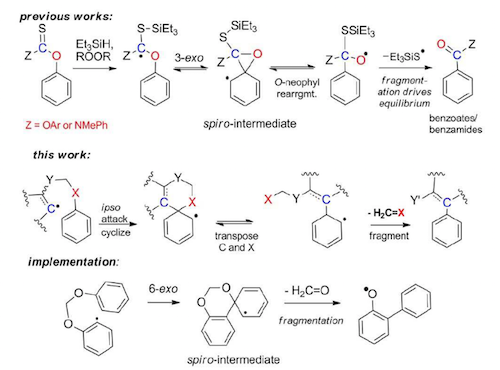 previous works:
S
Z C O
Z = OAr or NMePh
Et3SiH,
ROOR
S-SiEt3
Z C O
3-exo
SSiEt3
Z C O
spiro-intermediate
O-neophyl
rearrgmt.
SSiEt3
Z C O
−Et3SiS•
fragment-
ation drives
equilibrium
O
Z C
benzoates/
benzamides
this work:
Y
X
C
ipso
attack
cyclize
Y
X
C
transpose
C and X
X Y C
- H2C=X
fragment
Y' C
implementation:
O
O
6-exo
O
O
spiro-intermediate
- H2C=O
fragmentation
O